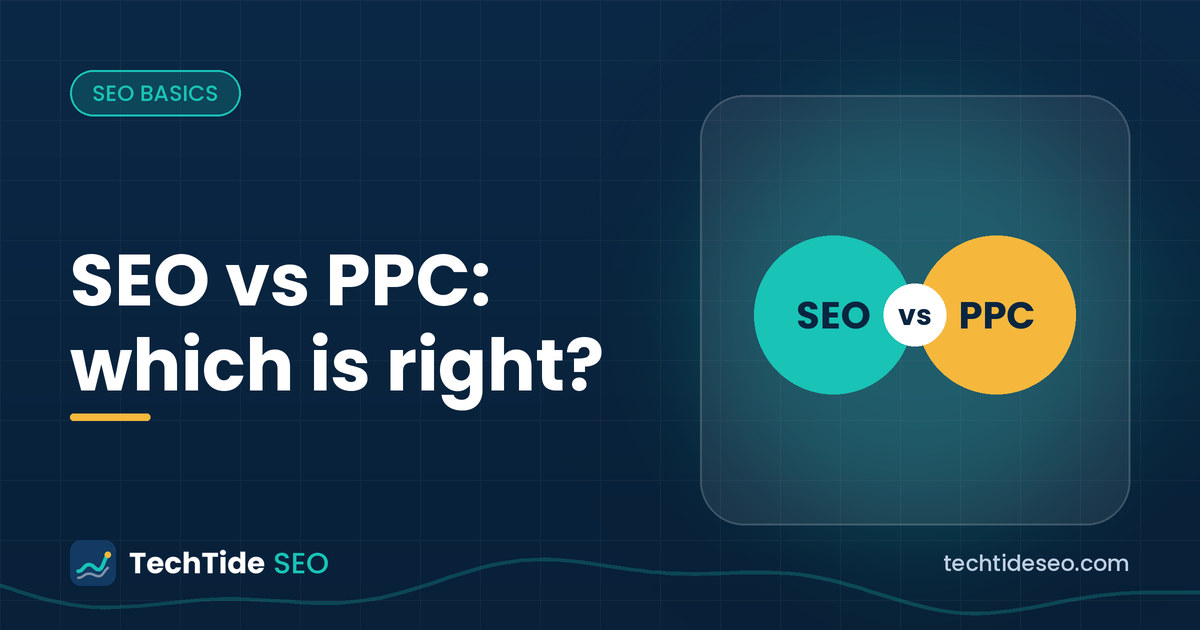 SEO BASICS
SEO vs PPC:
which is right?
SEO vs PPC
TechTide SEO
techtideseo.com